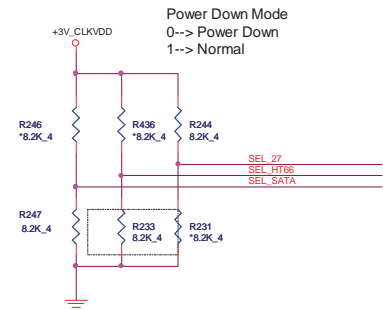 Power Down Mode
0--> Power Down
1--> Normal
+3V_CLKVDD
R246
*8.2K_4
R436
*8.2K_4
R244
8.2K_4
SEL_27
SEL_HT66
SEL_SATA
R247
8.2K_4
R233
8.2K_4
R231
*8.2K_4